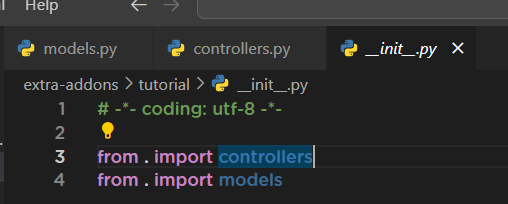 Help
models.py controllers.py __init__.py
extra-addons > tutorial > __init__.py
1 # -*- coding: utf-8 -*-
2
3 from . import controllers
4 from . import models